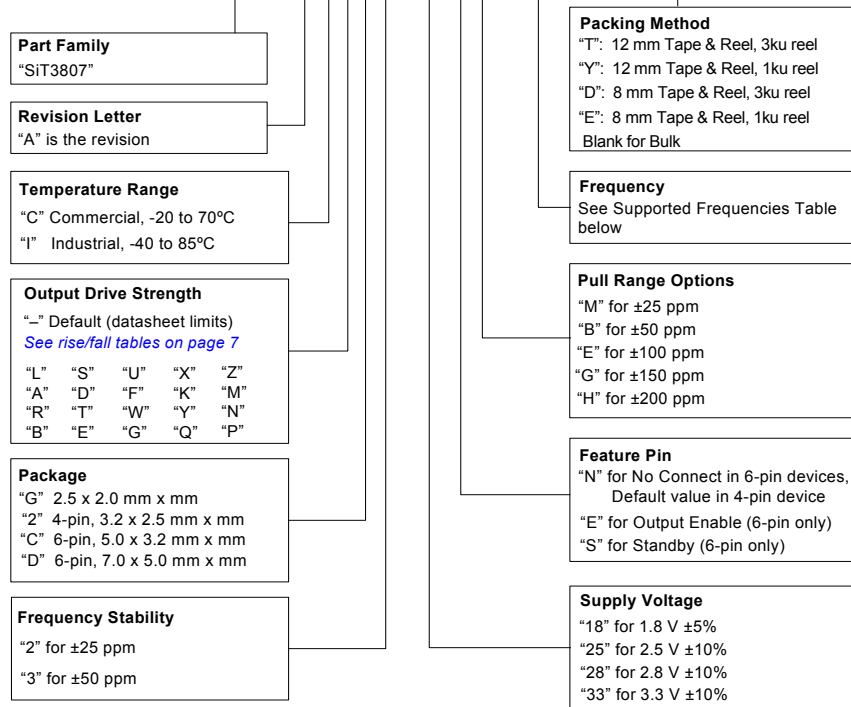 Part Family
“SiT3807”
Revision Letter
“A” is the revision
Temperature Range
“C” Commercial, -20 to 70ºC
“I” Industrial, -40 to 85ºC
Output Drive Strength
“–” Default (datasheet limits)
See rise/fall tables on page 7
“L” “S” “U” “X” “Z”
“A” “D” “F” “K” “M”
“R” “T” “W” “Y” “N”
“B” “E” “G” “Q” “P”
Package
“G” 2.5 x 2.0 mm x mm
“2” 4-pin, 3.2 x 2.5 mm x mm
“C” 6-pin, 5.0 x 3.2 mm x mm
“D” 6-pin, 7.0 x 5.0 mm x mm
Frequency Stability
“2” for ±25 ppm
“3” for ±50 ppm
Packing Method
“T”: 12 mm Tape & Reel, 3ku reel
“Y”: 12 mm Tape & Reel, 1ku reel
“D”: 8 mm Tape & Reel, 3ku reel
“E”: 8 mm Tape & Reel, 1ku reel
Blank for Bulk
Frequency
See Supported Frequencies Table
below
Pull Range Options
“M” for ±25 ppm
“B” for ±50 ppm
“E” for ±100 ppm
“G” for ±150 ppm
“H” for ±200 ppm
Feature Pin
“N” for No Connect in 6-pin devices,
Default value in 4-pin device
“E” for Output Enable (6-pin only)
“S” for Standby (6-pin only)
Supply Voltage
“18” for 1.8 V ±5%
“25” for 2.5 V ±10%
“28” for 2.8 V ±10%
“33” for 3.3 V ±10%